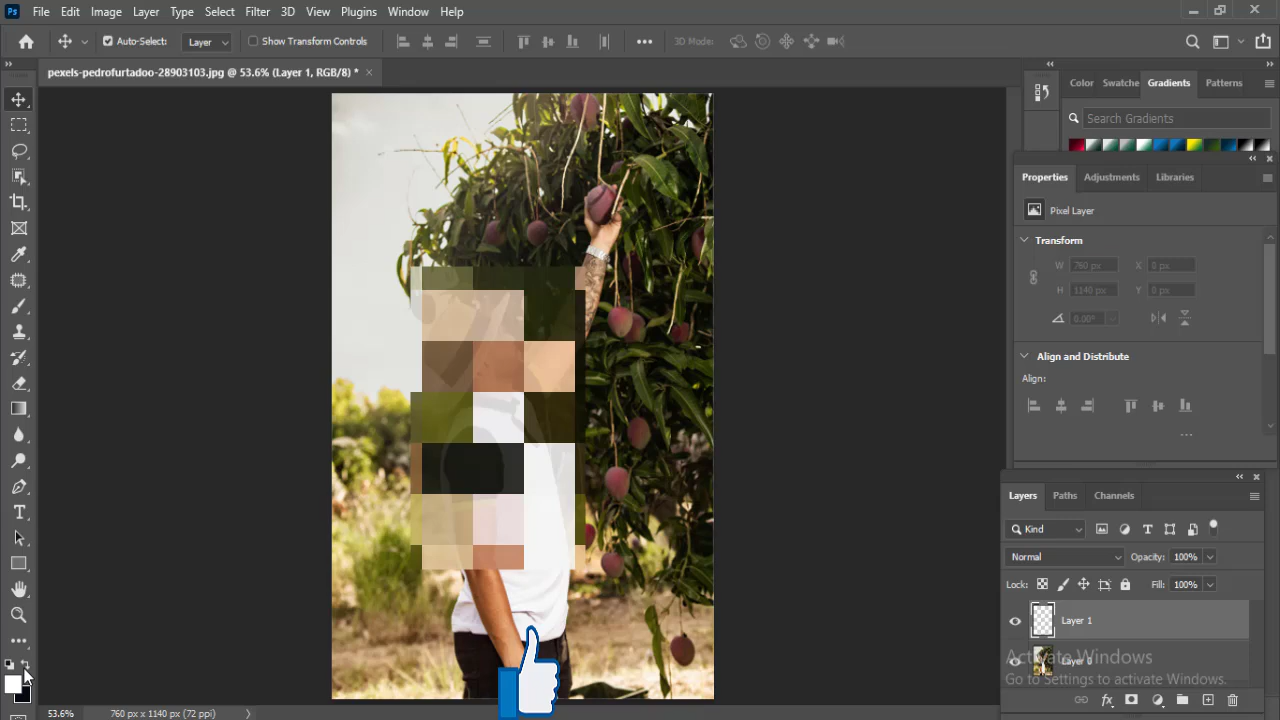 Ps File Edit Image Layer Type Select Filter 3D View Plugins Window Help
Auto-Select: Layer Show Transform Controls 3D Mode:
pexels-pedrofurtadoo-28903103.jpg @ 53.6% (Layer 1, RGB/8) *
Color Swatche Gradients Patterns
Search Gradients
Properties Adjustments Libraries
Pixel Layer
Transform
W 760 px X 0 px
H 1140 px Y 0 px
0.00°
Align and Distribute
Align:
Layers Paths Channels
Kind
Normal Opacity: 100%
Lock: Fill: 100%
Layer 1
Layer 0
Activate Windows
Go to Settings to activate Windows.
53.6% 760 px x 1140 px (72 ppi)